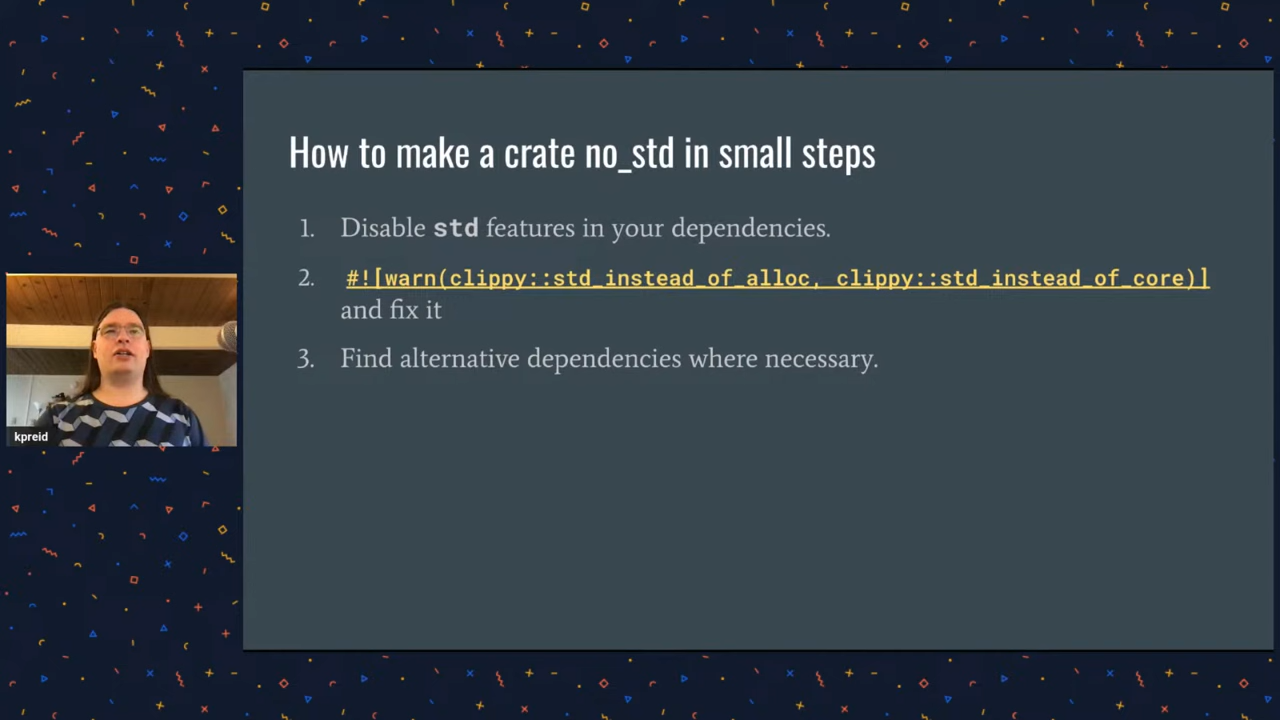 How to make a crate no_std in small steps
1. Disable std features in your dependencies.
2. #![warn(clippy::std_instead_of_alloc, clippy::std_instead_of_core)]
and fix it
3. Find alternative dependencies where necessary.
kpreid